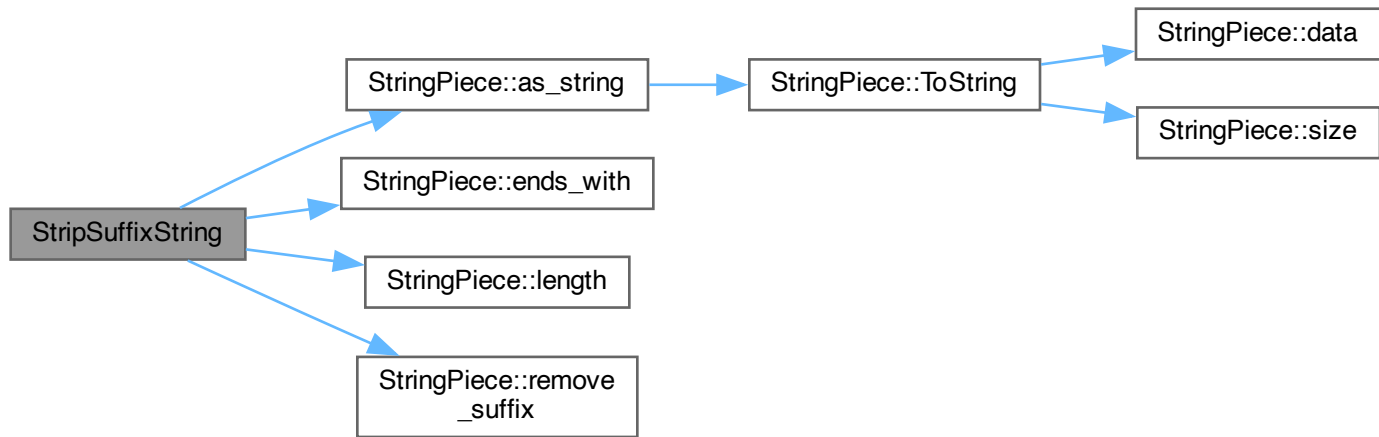 StripSuffixString
StringPiece::as_string
StringPiece::ends_with
StringPiece::length
StringPiece::remove
_suffix
StringPiece::ToString
StringPiece::data
StringPiece::size